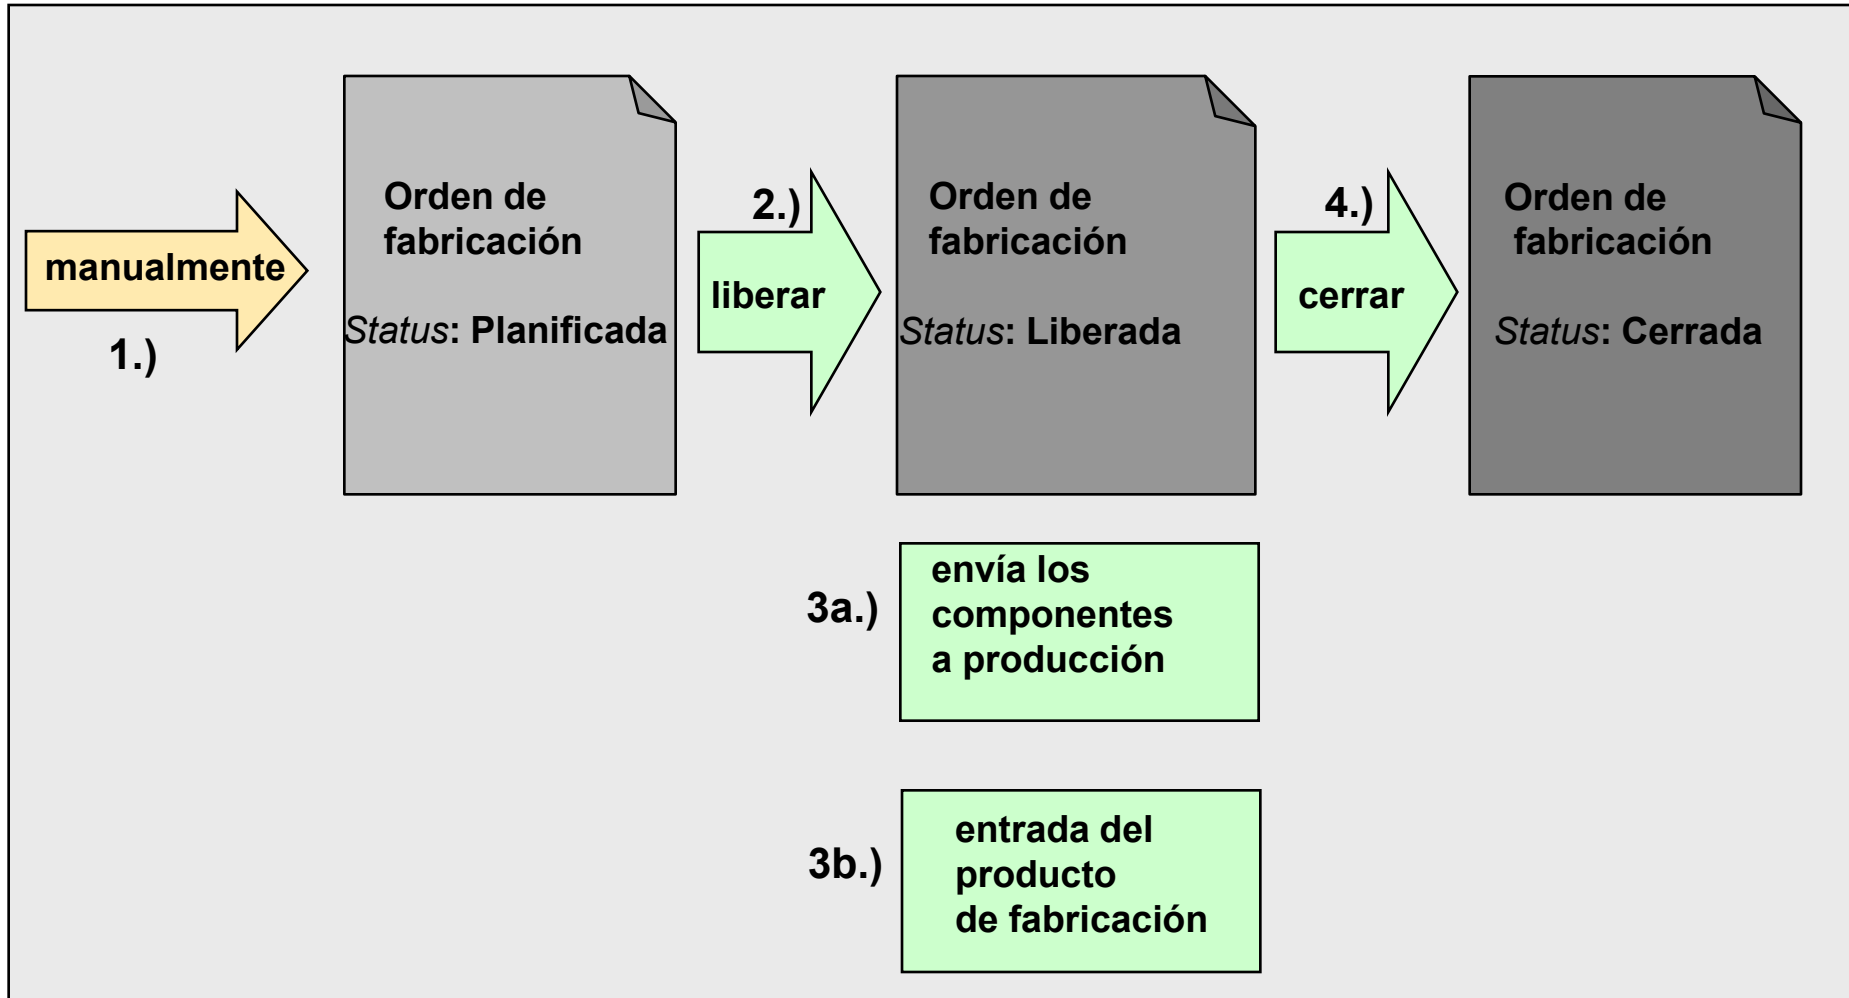 manualmente
1.)
Orden de
fabricación
Status: Planificada
2.)
liberar
Orden de
fabricación
Status: Liberada
4.)
cerrar
Orden de
fabricación
Status: Cerrada
3a.)
envía los
componentes
a producción
3b.)
entrada del
producto
de fabricación